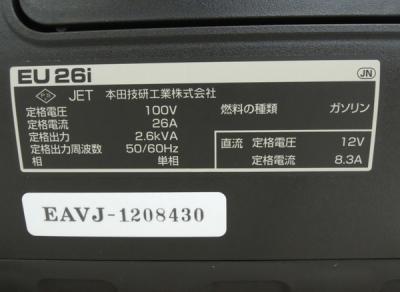 EU26i
JN
PSE JET 本田技研工業株式会社
定格電圧 100V
定格電流 26A
定格出力 2.6kVA
定格出力周波数 50/60Hz
相 単相
燃料の種類 ガソリン
直流 定格電圧 12V
定格電流 8.3A
EAVJ-1208430